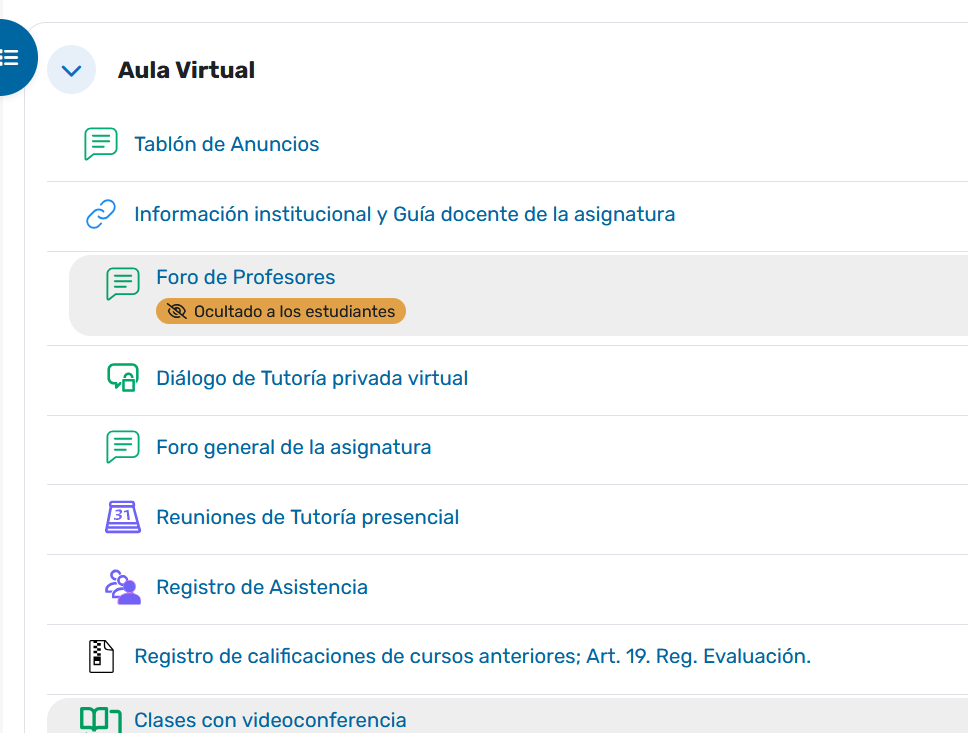 Aula Virtual
Tablón de Anuncios
Información institucional y Guía docente de la asignatura
Foro de Profesores
Ocultado a los estudiantes
Diálogo de Tutoría privada virtual
Foro general de la asignatura
31
Reuniones de Tutoría presencial
Registro de Asistencia
Registro de calificaciones de cursos anteriores; Art. 19. Reg. Evaluación.
Clases con videoconferencia